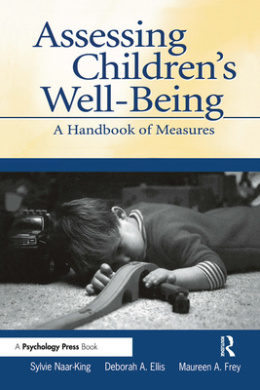 Assessing
Children's
Well-Being
A Handbook of Measures
A Psychology Press Book
Sylvie Naar-King Deborah A. Ellis Maureen A. Frey